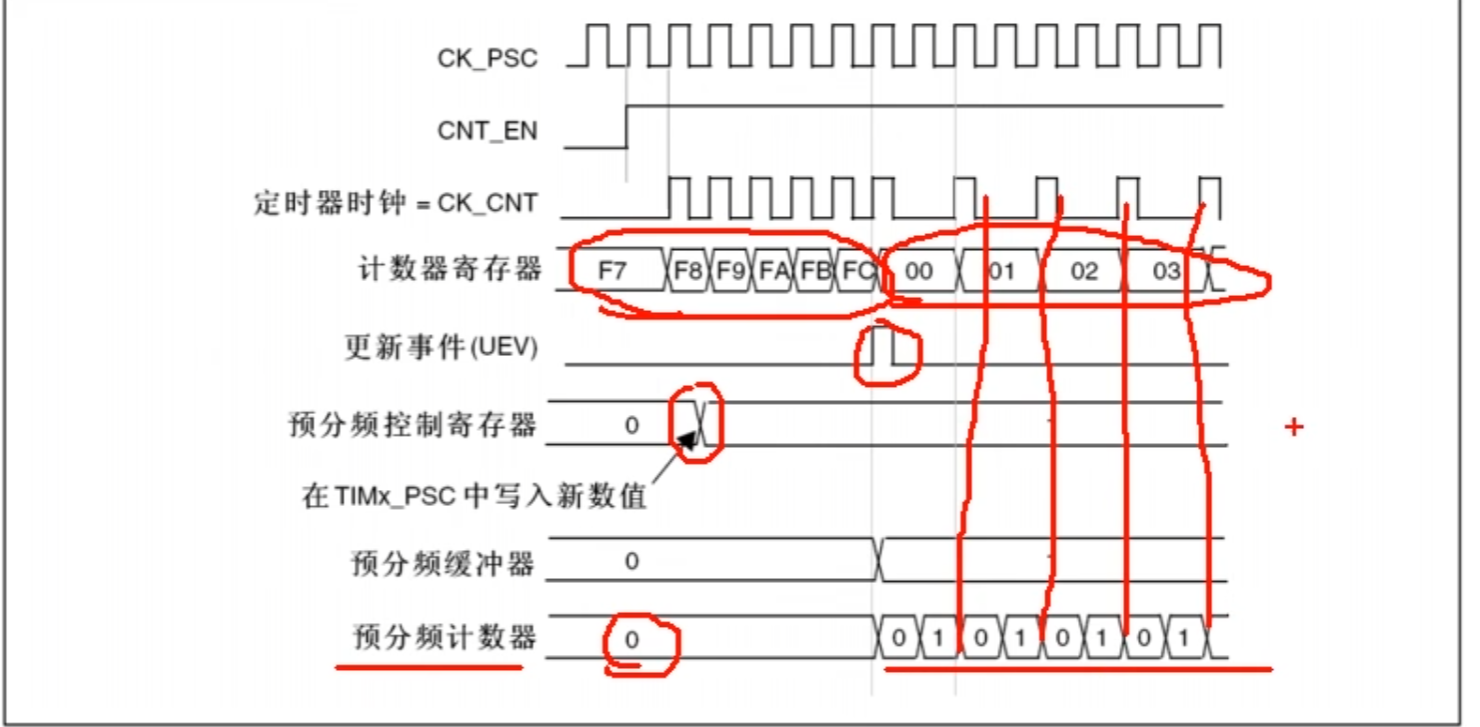 CK_PSC
CNT_EN
定时器时钟 = CK_CNT
计数器寄存器 F7 F8 F9 FA FB FC 00 01 02 03
更新事件(UEV)
预分频控制寄存器 0
在TIMx_PSC中写入新数值
预分频缓冲器 0
预分频计数器 0 0 1 0 1 0 1 0 1